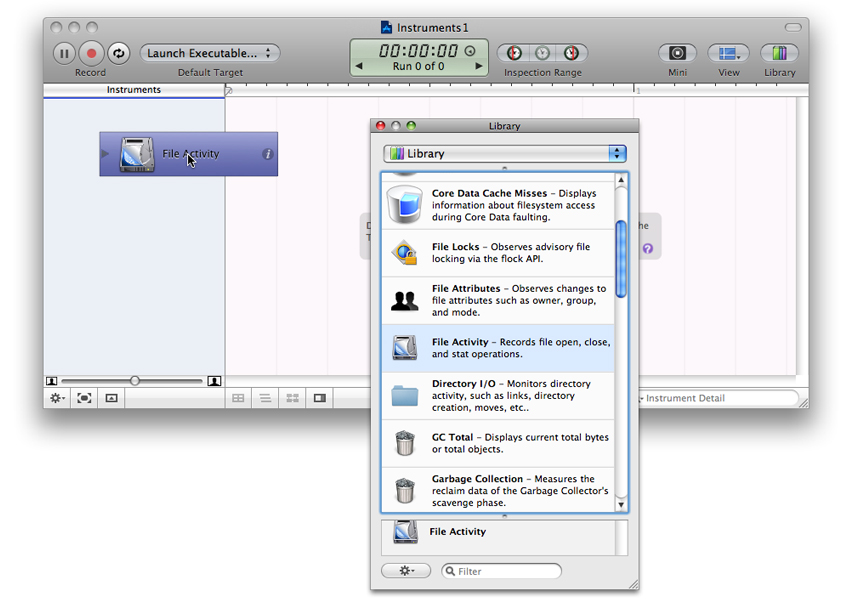 Instruments1
Launch Executable...
00:00:00
Run 0 of 0
Record
Default Target
Inspection Range
Mini
View
Library
Instruments
0
1
File Activity
Library
Library
Core Data Cache Misses – Displays
information about filesystem access
during Core Data faulting.
File Locks – Observes advisory file
locking via the flock API.
File Attributes – Observes changes to
file attributes such as owner, group,
and mode.
File Activity – Records file open, close,
and stat operations.
Directory I/O – Monitors directory
activity, such as links, directory
creation, moves, etc..
GC Total – Displays current total bytes
or total objects.
Garbage Collection – Measures the
reclaim data of the Garbage Collector's
scavenge phase.
File Activity
Filter
D
T
he
?
Instrument Detail